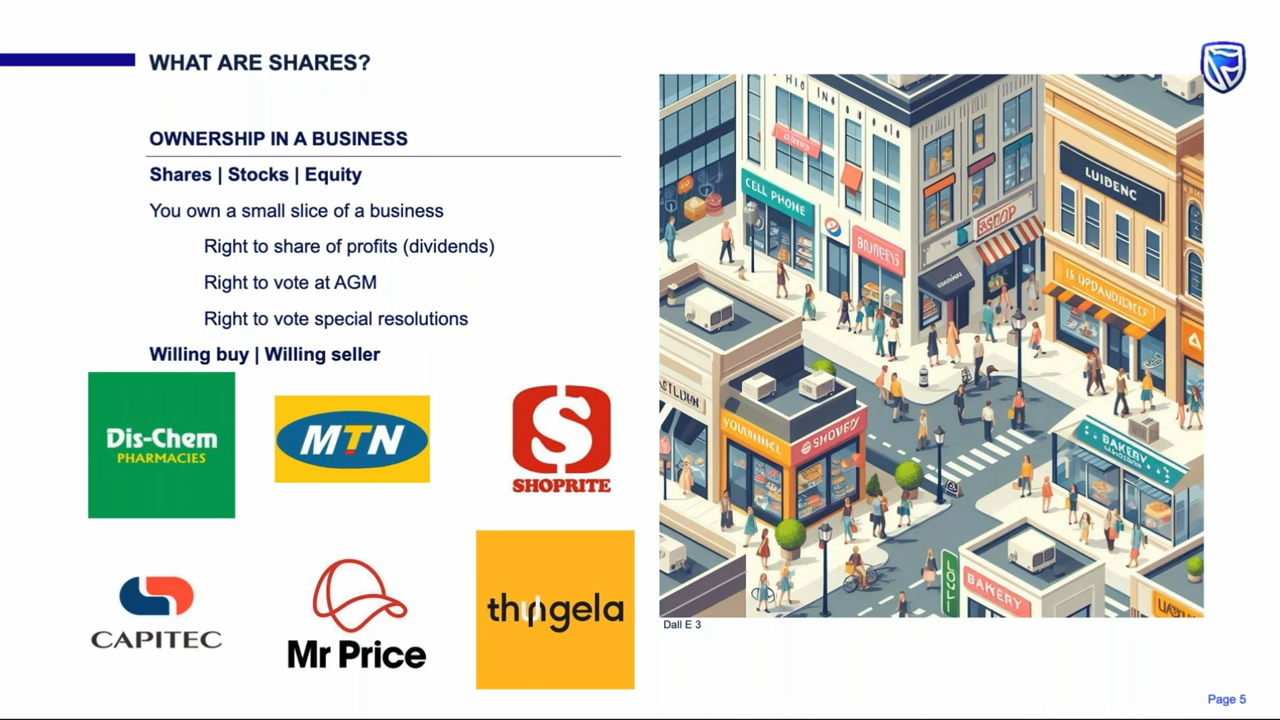 WHAT ARE SHARES?
OWNERSHIP IN A BUSINESS
Shares | Stocks | Equity
You own a small slice of a business
Right to share of profits (dividends)
Right to vote at AGM
Right to vote special resolutions
Willing buy | Willing seller
Dis-Chem
PHARMACIES
MTN
SHOPRITE
CAPITEC
Mr Price
thungela
CELL PHONE
LUIDENC
BAKERY
BAKERY
Dall E 3
Page 5